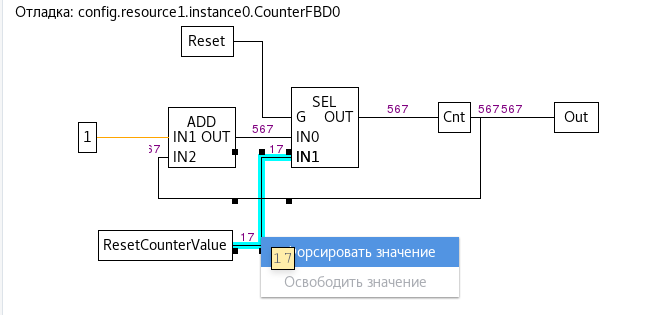 Отладка: config.resource1.instance0.CounterFBD0
Reset
SEL
567
567567
G OUT
Cnt
Out
ADD
567
IN0
1
IN1 OUT
17
IN1
67
IN2
17
ResetCounterValue
17
орсировать значение
Освободить значение